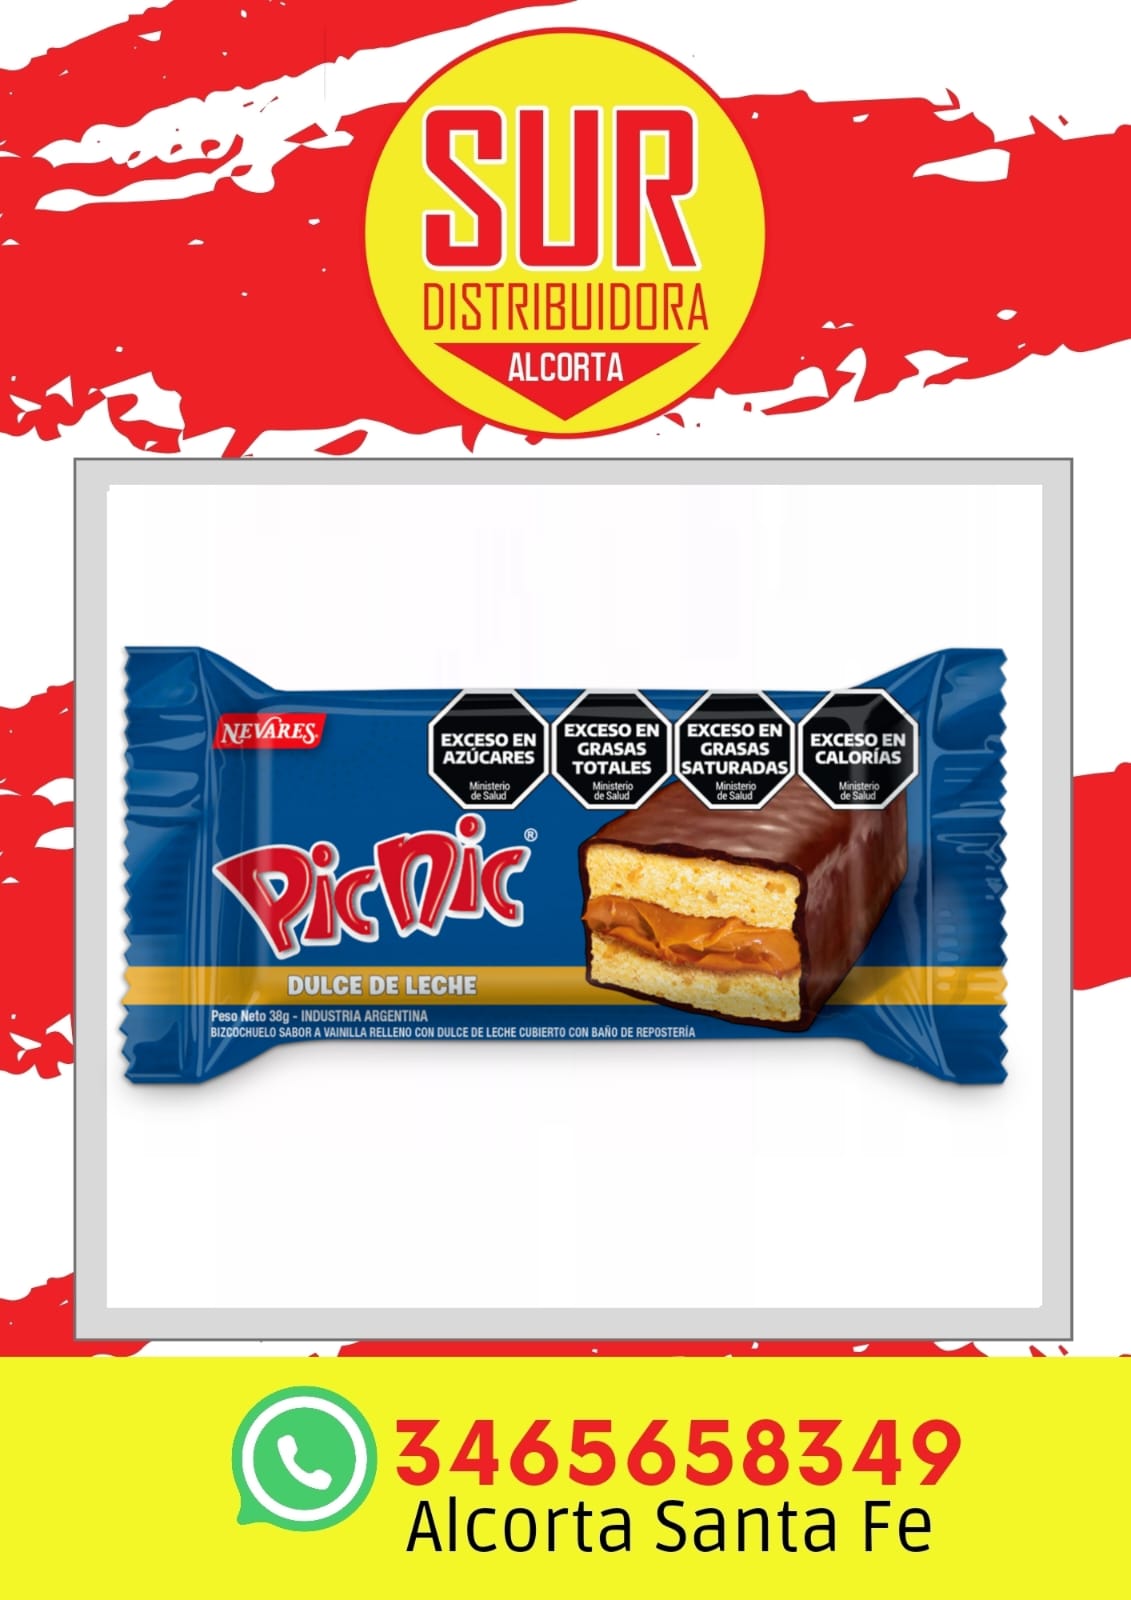 SUR
DISTRIBUIDORA
ALCORTA
NEVARES
EXCESO EN
AZÚCARES
Ministerio
de Salud
EXCESO EN
GRASAS
TOTALES
Ministerio
de Salud
EXCESO EN
GRASAS
SATURADAS
Ministerio
de Salud
EXCESO EN
CALORÍAS
Ministerio
de Salud
PicNic®
DULCE DE LECHE
Peso Neto 38g - INDUSTRIA ARGENTINA
BIZCOCHUELO SABOR A VAINILLA RELLENO CON DULCE DE LECHE CUBIERTO CON BAÑO DE REPOSTERÍA
3465658349
Alcorta Santa Fe